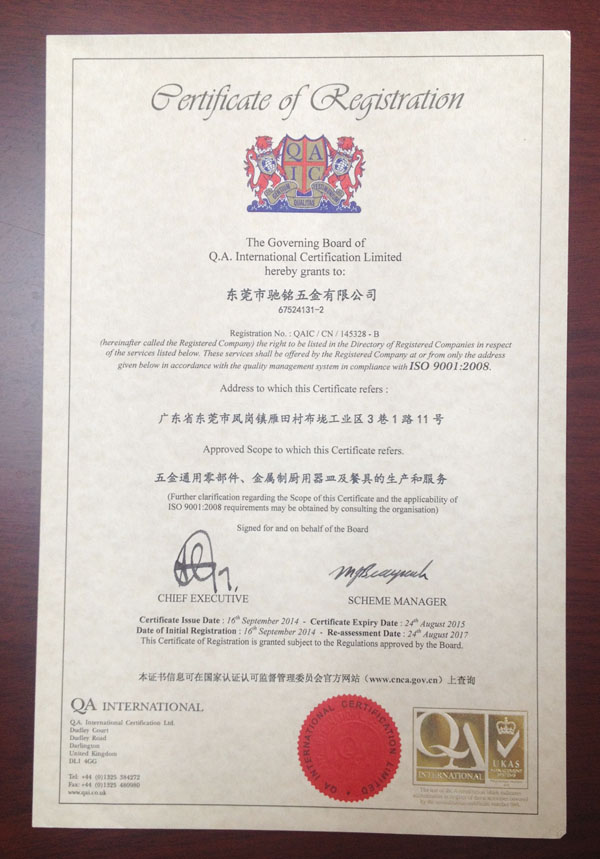 Certificate of Registration
QA
IC
QUALITAS
The Governing Board of
Q.A. International Certification Limited
hereby grants to:
东莞市驰铭五金有限公司
67524131-2
Registration No. : QAIC / CN / 145328 - B
(hereinafter called the Registered Company) the right to be listed in the Directory of Registered Companies in respect
of the services listed below. These services shall be offered by the Registered Company at or from only the address
given below in accordance with the quality management system in compliance with ISO 9001:2008.
Address to which this Certificate refers :
广东省东莞市凤岗镇雁田村布垅工业区 3 巷 1 路 11 号
Approved Scope to which this Certificate refers.
五金通用零部件、金属制厨用器皿及餐具的生产和服务
(Further clarification regarding the Scope of this Certificate and the applicability of
ISO 9001:2008 requirements may be obtained by consulting the organisation)
Signed for and on behalf of the Board
CHIEF EXECUTIVE
SCHEME MANAGER
Certificate Issue Date : 16th September 2014 - Certificate Expiry Date : 24th August 2015
Date of Initial Registration : 16th September 2014 - Re-assessment Date : 24th August 2017
This Certificate of Registration is granted subject to the Regulations approved by the Board.
本证书信息可在国家认证认可监督管理委员会官方网站（www.cnca.gov.cn）上查询
QA INTERNATIONAL
Q.A. International Certification Ltd.
Dudley Court
Dudley Road
Darlington
United Kingdom
DL1 4GG
Tel: +44 (0)1325 384272
Fax: +44 (0)1325 480980
www.qai.co.uk
QA INTERNATIONAL CERTIFICATION LIMITED
QA
INTERNATIONAL
UKAS